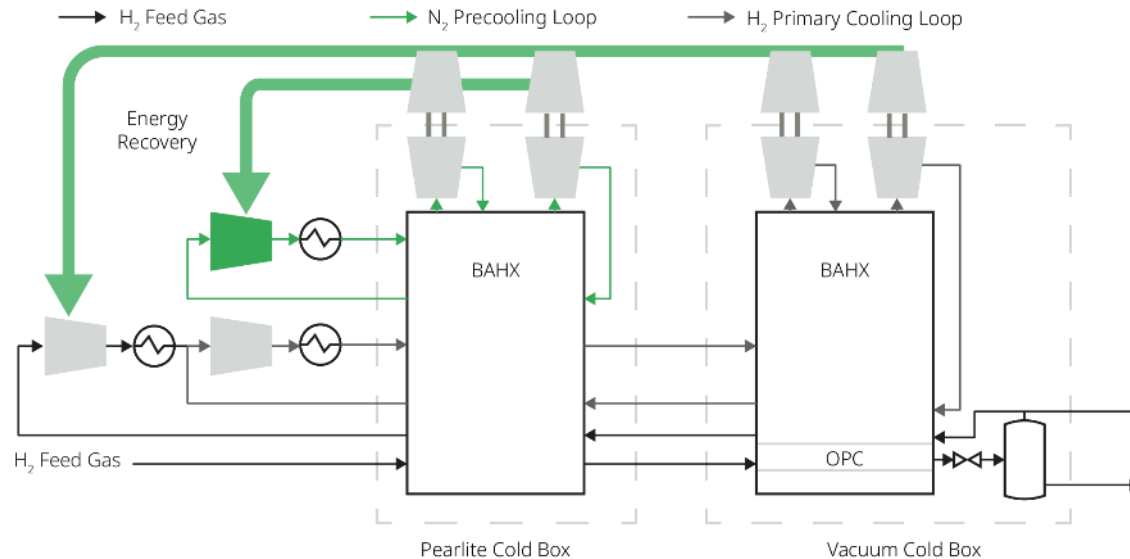 H₂ Feed Gas
N₂ Precooling Loop
H₂ Primary Cooling Loop
Energy
Recovery
BAHX
BAHX
H₂ Feed Gas
OPC
Pearlite Cold Box
Vacuum Cold Box